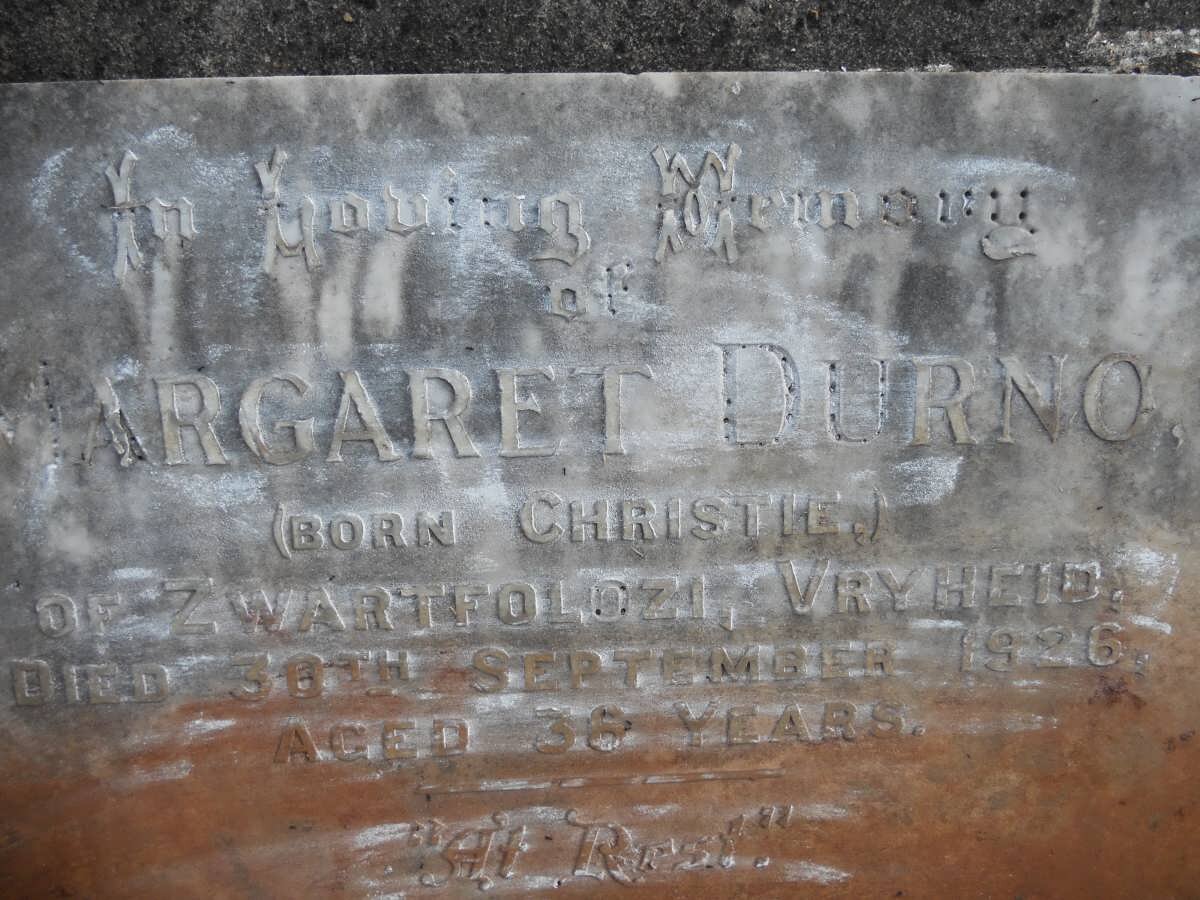 In Loving Memory
of
MARGARET DURNO,
(BORN CHRISTIE,)
OF ZWARTFOLOZI, VRYHEID.
DIED 30TH SEPTEMBER 1926,
AGED 36 YEARS.
"At Rest."